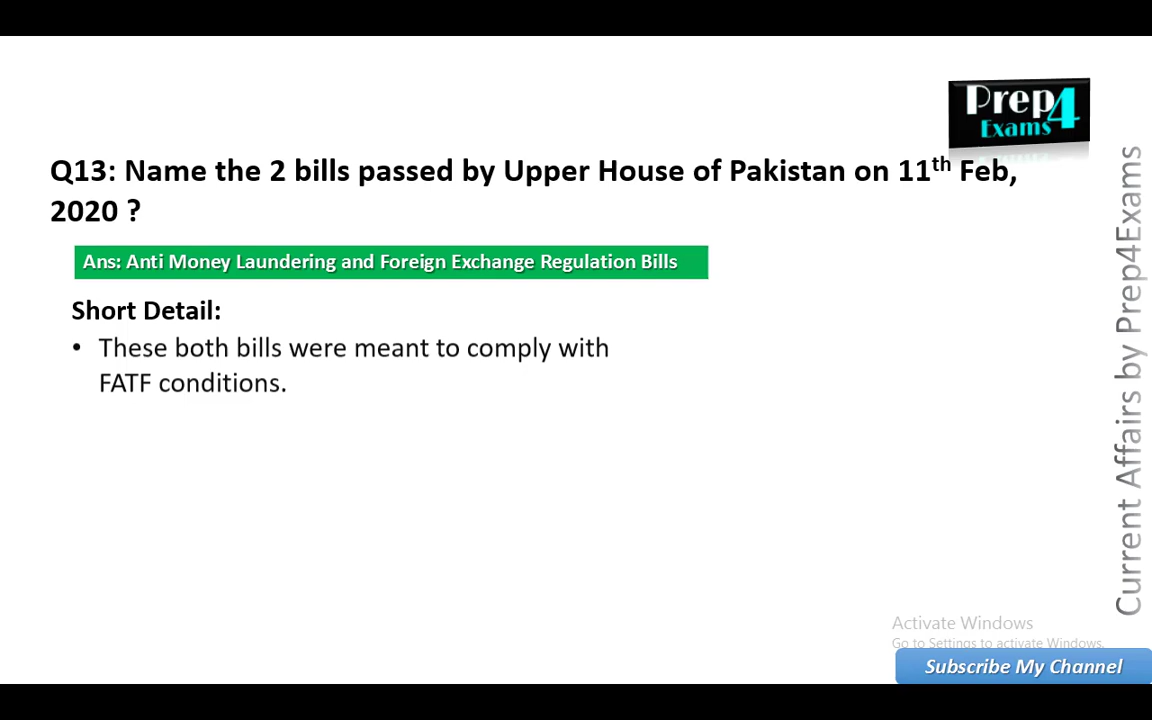 Prep4
Exams
Q13: Name the 2 bills passed by Upper House of Pakistan on 11th Feb,
2020 ?
Ans: Anti Money Laundering and Foreign Exchange Regulation Bills
Short Detail:
• These both bills were meant to comply with
FATF conditions.
Current Affairs by Prep4Exams
Activate Windows
Go to Settings to activate Windows.
Subscribe My Channel